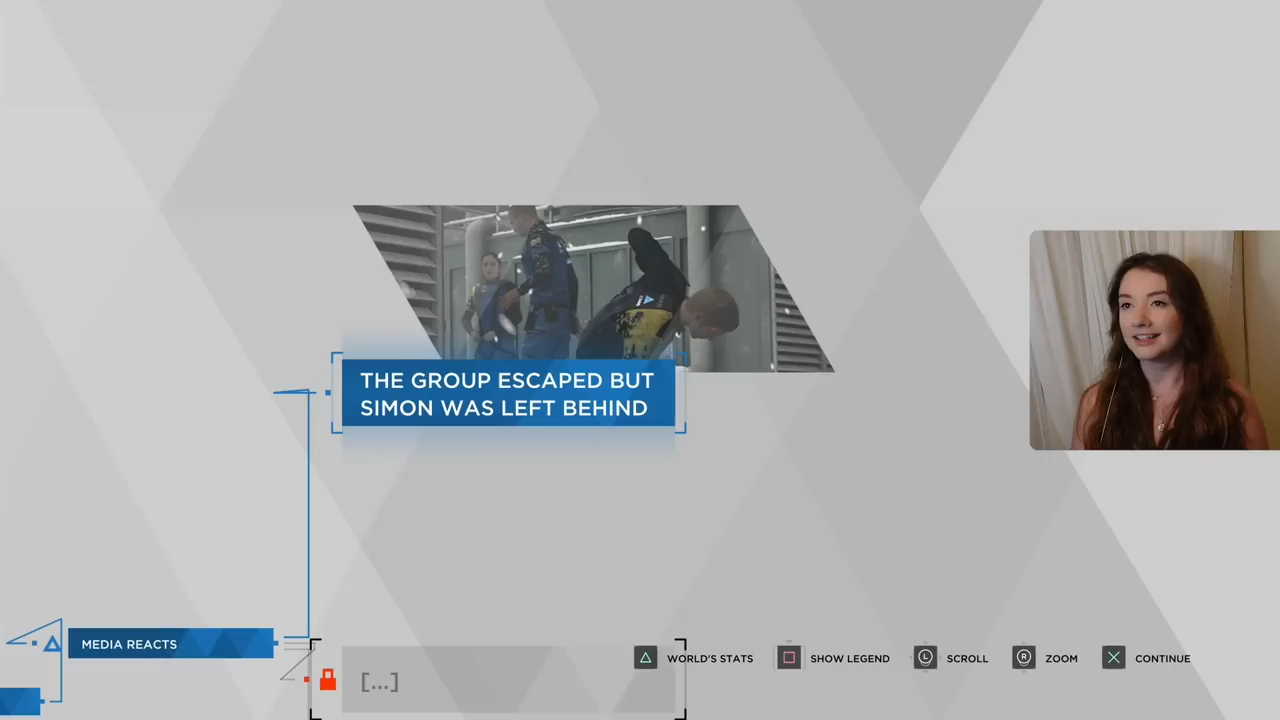 THE GROUP ESCAPED BUT
SIMON WAS LEFT BEHIND
MEDIA REACTS
[...]
WORLD'S STATS
SHOW LEGEND
L
SCROLL
R
ZOOM
CONTINUE